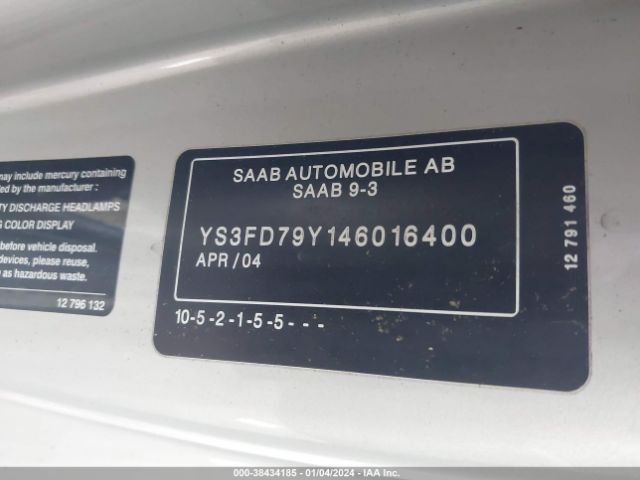 may include mercury containing
led by the manufacturer :
TY DISCHARGE HEADLAMPS
G COLOR DISPLAY
before vehicle disposal.
devices, please reuse,
as hazardous waste.
12 796 132
SAAB AUTOMOBILE AB
SAAB 9-3
YS3FD79Y146016400
APR/04
10-5-2-1-5-5- - -
12 791 460
000-38434185 - 01/04/2024 - IAA Inc.